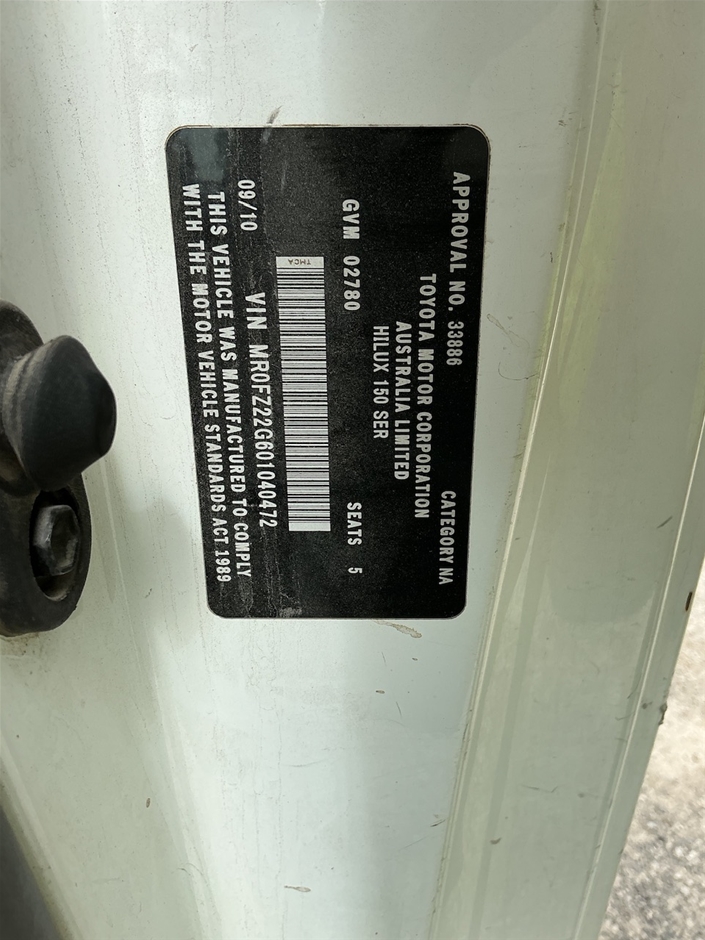 APPROVAL NO. 33886 CATEGORY NA
TOYOTA MOTOR CORPORATION
AUSTRALIA LIMITED
HILUX 150 SER
GVM 02780 SEATS 5
TMCA
09/10 VIN MR0FZ22G601040472
THIS VEHICLE WAS MANUFACTURED TO COMPLY
WITH THE MOTOR VEHICLE STANDARDS ACT 1989